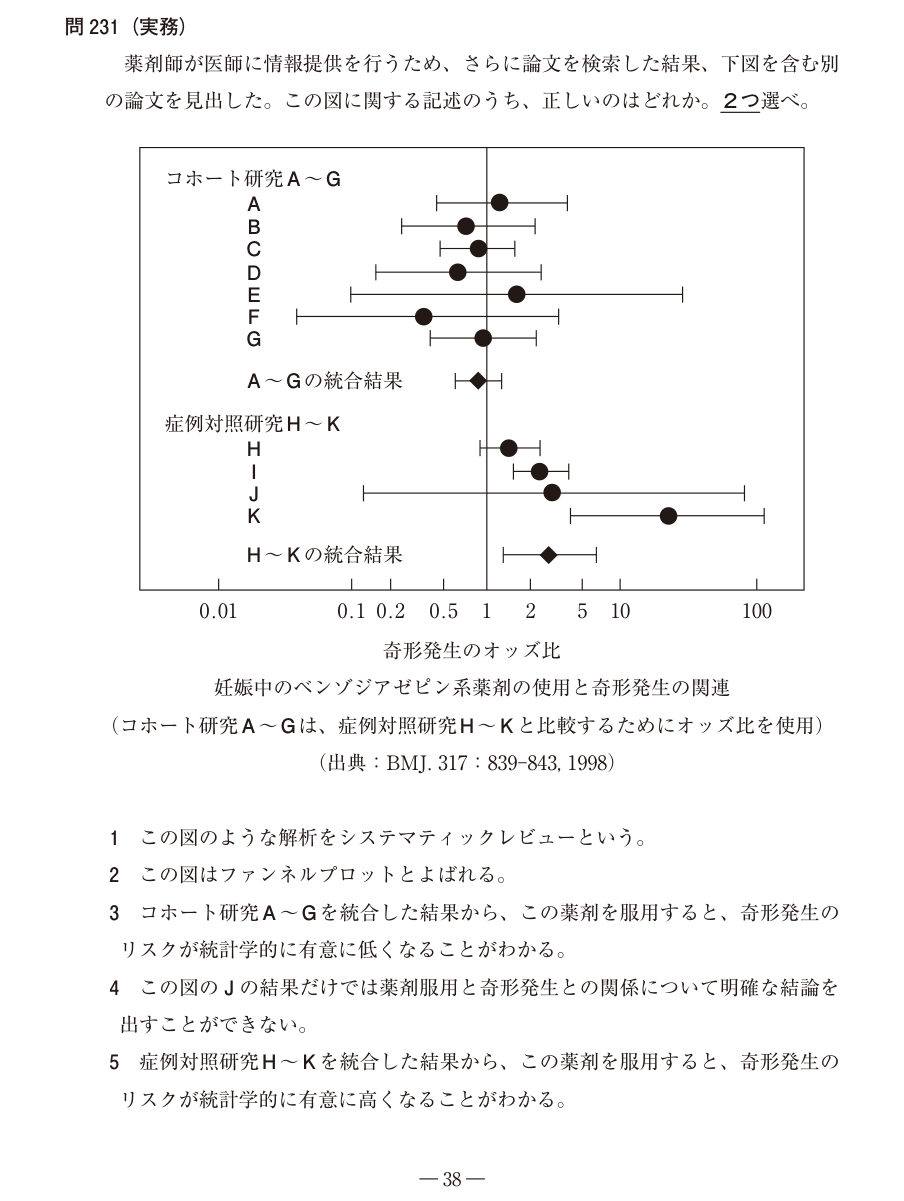 問 231（実務）
薬剤師が医師に情報提供を行うため、さらに論文を検索した結果、下図を含む別
の論文を見出した。この図に関する記述のうち、正しいのはどれか。２つ選べ。
コホート研究A～G
A
B
C
D
E
F
G
A～Gの統合結果
症例対照研究H～K
H
I
J
K
H～Kの統合結果
0.01 0.1 0.2 0.5 1 2 5 10 100
奇形発生のオッズ比
妊娠中のベンゾジアゼピン系薬剤の使用と奇形発生の関連
（コホート研究A～Gは、症例対照研究H～Kと比較するためにオッズ比を使用）
（出典：BMJ. 317：839-843, 1998）
1 この図のような解析をシステマティックレビューという。
2 この図はファンネルプロットとよばれる。
3 コホート研究A～Gを統合した結果から、この薬剤を服用すると、奇形発生の
リスクが統計学的に有意に低くなることがわかる。
4 この図のJの結果だけでは薬剤服用と奇形発生との関係について明確な結論を
出すことができない。
5 症例対照研究H～Kを統合した結果から、この薬剤を服用すると、奇形発生の
リスクが統計学的に有意に高くなることがわかる。
— 38 —